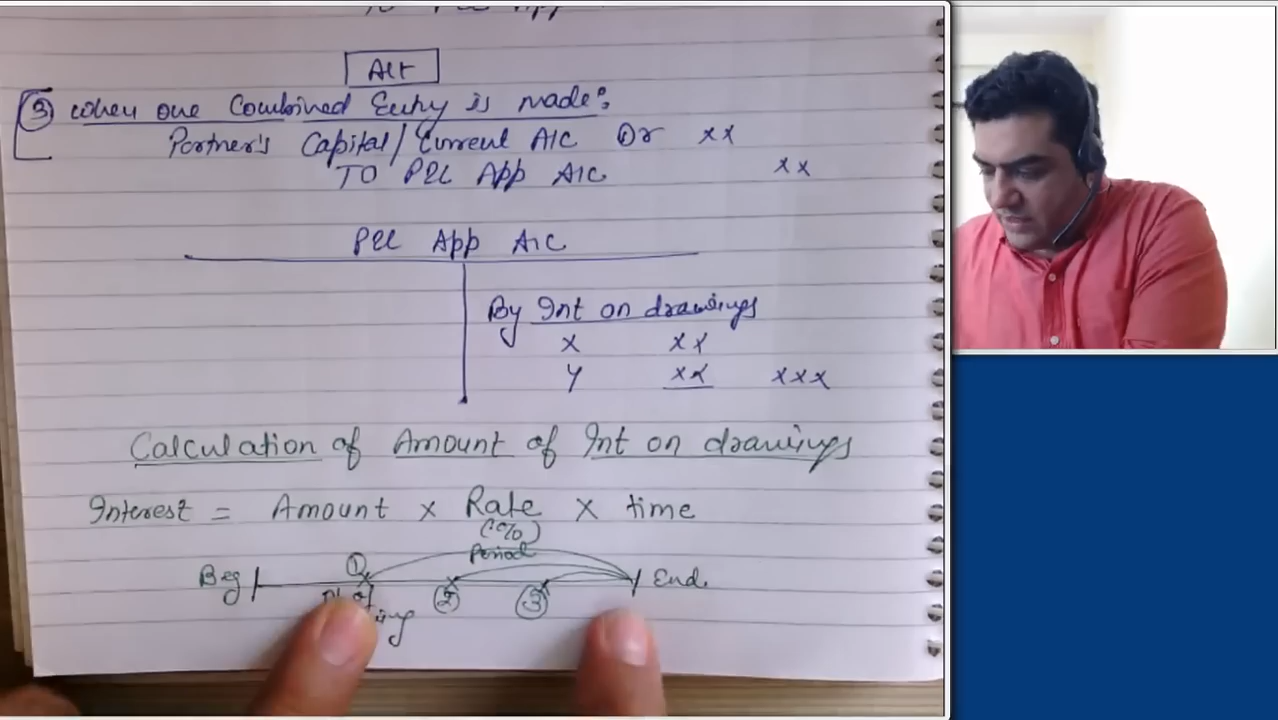 Alt
③ When one Combined Entry is made:
Partner's Capital/Current A/C Dr xx
TO P&L App A/C xx
P&L App A/C
By Int on drawings
X xx
Y xx xxx
Calculation of Amount of Int on drawings
Interest = Amount x Rate x time
(%)
Period
Beg ① ② ③ End